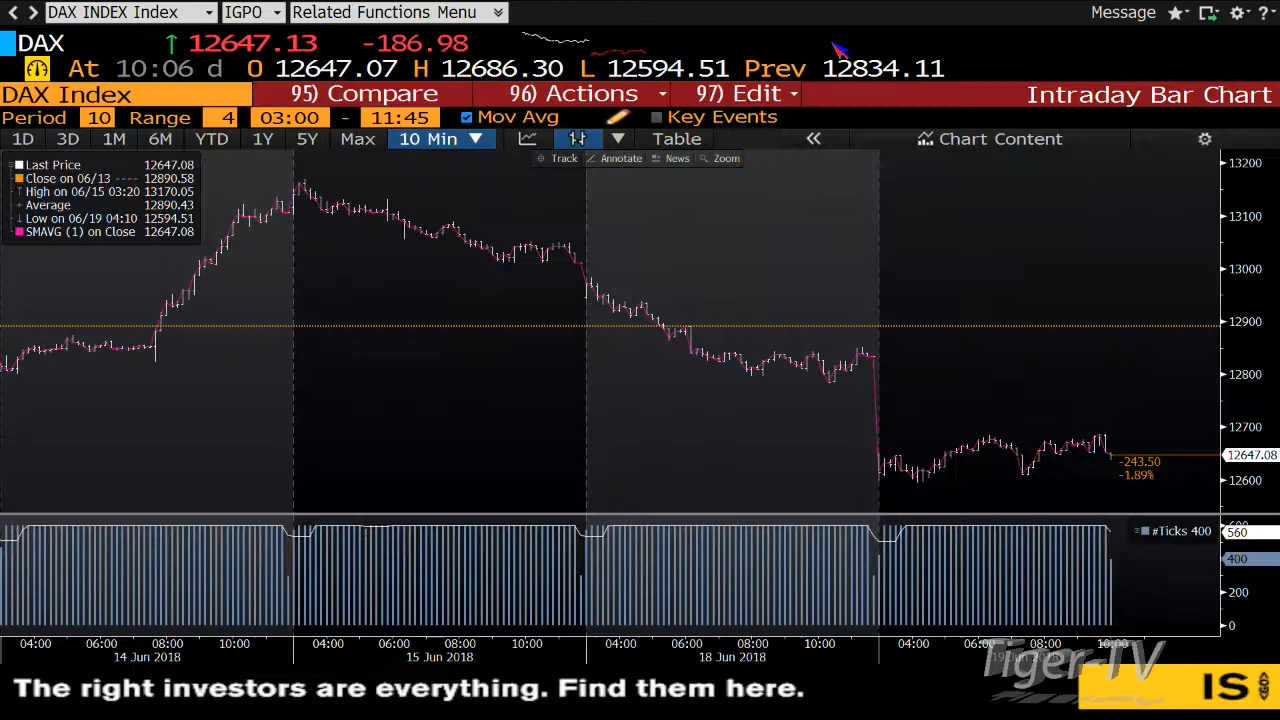 DAX INDEX Index IGPO Related Functions Menu Message ?
DAX 12647.13 -186.98
At 10:06 d O 12647.07 H 12686.30 L 12594.51 Prev 12834.11
DAX Index 95) Compare 96) Actions 97) Edit Intraday Bar Chart
Period 10 Range 4 03:00 - 11:45 Mov Avg Key Events
1D 3D 1M 6M YTD 1Y 5Y Max 10 Min Table « Chart Content
Track Annotate News Zoom
Last Price 12647.08
Close on 06/13 ---- 12890.58
High on 06/15 03:20 13170.05
Average 12890.43
Low on 06/19 04:10 12594.51
SMAVG (1) on Close 12647.08
13200
13100
13000
12900
12800
12700
12647.08
12600
-243.50
-1.89%
#Ticks 400
600
560
400
200
0
04:00 06:00 08:00 10:00 04:00 06:00 08:00 10:00 04:00 06:00 08:00 10:00 04:00 06:00 08:00 10:00
14 Jun 2018 15 Jun 2018 18 Jun 2018 19 Jun 2018
Tiger-TV
The right investors are everything. Find them here.
IS